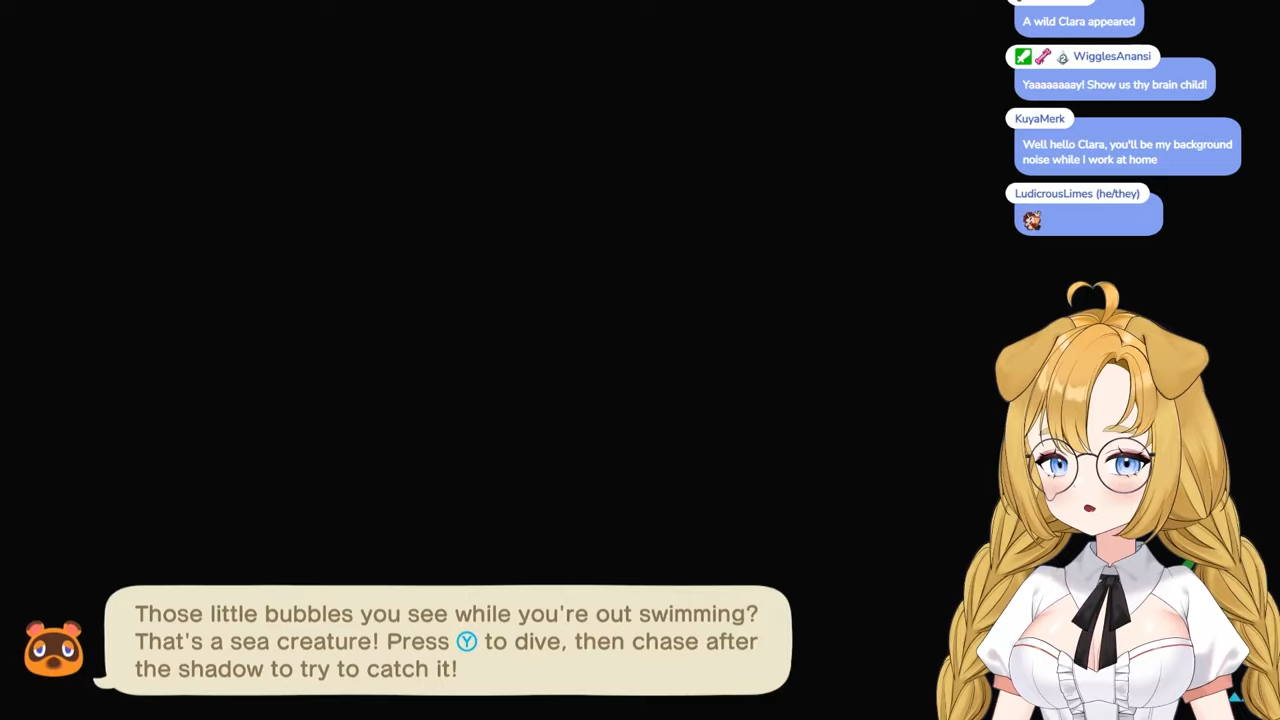 A wild Clara appeared
WigglesAnansi
Yaaaaaaaay! Show us thy brain child!
KuyaMerk
Well hello Clara, you'll be my background
noise while I work at home
LudicrousLimes (he/they)
Those little bubbles you see while you're out swimming?
That's a sea creature! Press Y to dive, then chase after
the shadow to try to catch it!